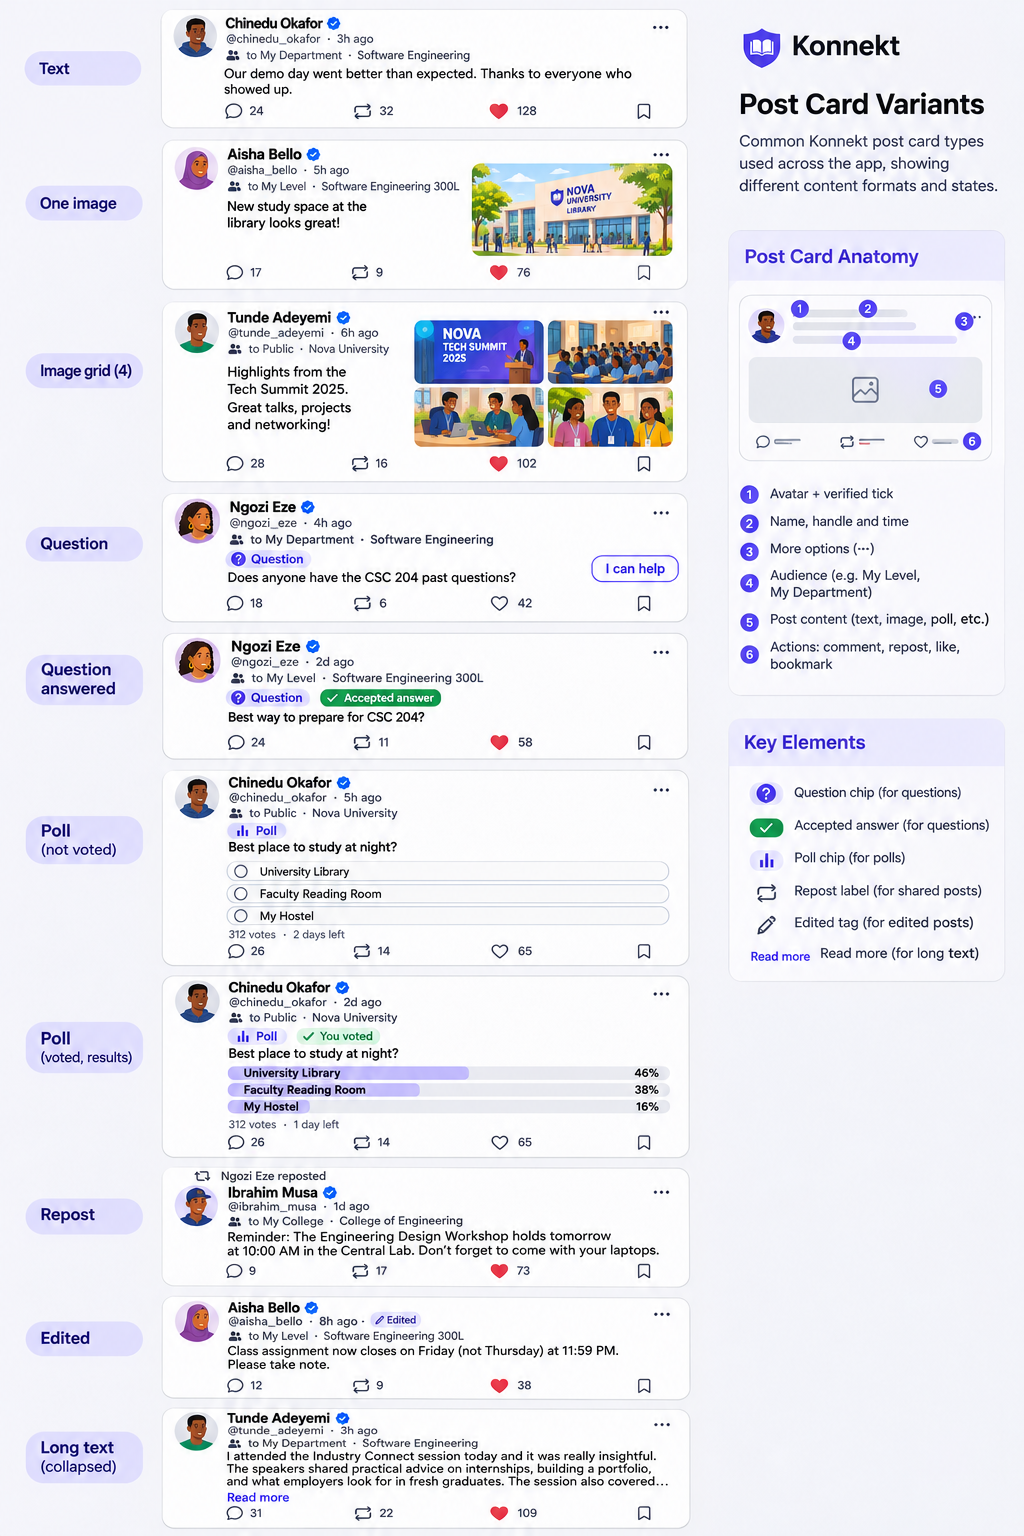 Text
Chinedu Okafor
@chinedu_okafor · 3h ago
to My Department · Software Engineering
Our demo day went better than expected. Thanks to everyone who
showed up.
24 32 128
One image
Aisha Bello
@aisha_bello · 5h ago
to My Level · Software Engineering 300L
New study space at the
library looks great!
NOVA
UNIVERSITY
LIBRARY
17 9 76
Image grid (4)
Tunde Adeyemi
@tunde_adeyemi · 6h ago
to Public · Nova University
Highlights from the
Tech Summit 2025.
Great talks, projects
and networking!
NOVA
TECH SUMMIT
2025
28 16 102
Question
Ngozi Eze
@ngozi_eze · 4h ago
to My Department · Software Engineering
? Question
Does anyone have the CSC 204 past questions?
I can help
18 6 42
Question
answered
Ngozi Eze
@ngozi_eze · 2d ago
to My Level · Software Engineering 300L
? Question Accepted answer
Best way to prepare for CSC 204?
24 11 58
Poll
(not voted)
Chinedu Okafor
@chinedu_okafor · 5h ago
to Public · Nova University
Poll
Best place to study at night?
University Library
Faculty Reading Room
My Hostel
312 votes · 2 days left
26 14 65
Poll
(voted, results)
Chinedu Okafor
@chinedu_okafor · 2d ago
to Public · Nova University
Poll You voted
Best place to study at night?
University Library 46%
Faculty Reading Room 38%
My Hostel 16%
312 votes · 1 day left
26 14 65
Repost
Ngozi Eze reposted
Ibrahim Musa
@ibrahim_musa · 1d ago
to My College · College of Engineering
Reminder: The Engineering Design Workshop holds tomorrow
at 10:00 AM in the Central Lab. Don't forget to come with your laptops.
9 17 73
Edited
Aisha Bello
@aisha_bello · 8h ago · Edited
to My Level · Software Engineering 300L
Class assignment now closes on Friday (not Thursday) at 11:59 PM.
Please take note.
12 9 38
Long text
(collapsed)
Tunde Adeyemi
@tunde_adeyemi · 3h ago
to My Department · Software Engineering
I attended the Industry Connect session today and it was really insightful.
The speakers shared practical advice on internships, building a portfolio,
and what employers look for in fresh graduates. The session also covered...
Read more
31 22 109
Konnekt
Post Card Variants
Common Konnekt post card types
used across the app, showing
different content formats and states.
Post Card Anatomy
1 2
3
4
5
6
1 Avatar + verified tick
2 Name, handle and time
3 More options (···)
4 Audience (e.g. My Level,
My Department)
5 Post content (text, image, poll, etc.)
6 Actions: comment, repost, like,
bookmark
Key Elements
? Question chip (for questions)
Accepted answer (for questions)
Poll chip (for polls)
Repost label (for shared posts)
Edited tag (for edited posts)
Read more Read more (for long text)